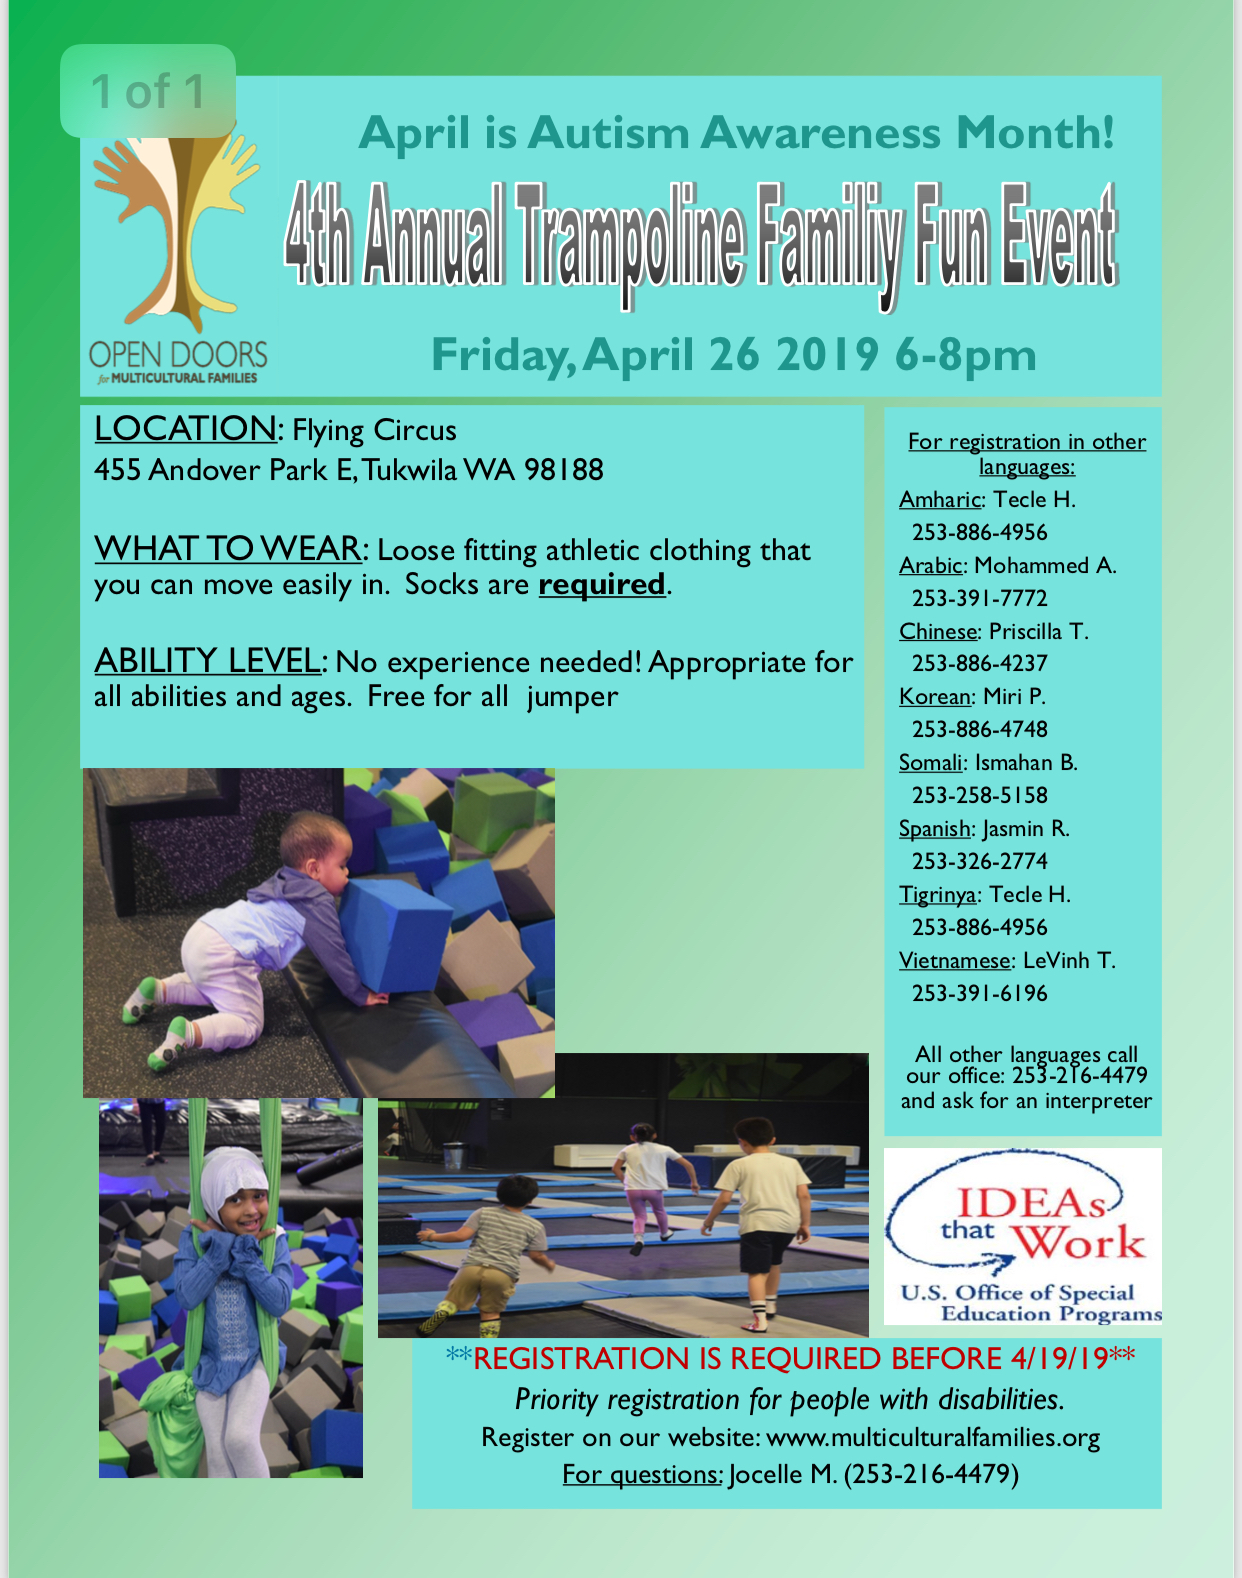 1 of 1
April is Autism Awareness Month!
4th Annual Trampoline Familiy Fun Event
Friday, April 26 2019 6-8pm
OPEN DOORS
for MULTICULTURAL FAMILIES
LOCATION: Flying Circus
455 Andover Park E, Tukwila WA 98188
WHAT TO WEAR: Loose fitting athletic clothing that
you can move easily in. Socks are required.
ABILITY LEVEL: No experience needed! Appropriate for
all abilities and ages. Free for all jumper
For registration in other
languages:
Amharic: Tecle H.
253-886-4956
Arabic: Mohammed A.
253-391-7772
Chinese: Priscilla T.
253-886-4237
Korean: Miri P.
253-886-4748
Somali: Ismahan B.
253-258-5158
Spanish: Jasmin R.
253-326-2774
Tigrinya: Tecle H.
253-886-4956
Vietnamese: LeVinh T.
253-391-6196
All other languages call
our office: 253-216-4479
and ask for an interpreter
IDEAs
that Work
U.S. Office of Special
Education Programs
**REGISTRATION IS REQUIRED BEFORE 4/19/19**
Priority registration for people with disabilities.
Register on our website: www.multiculturalfamilies.org
For questions: Jocelle M. (253-216-4479)